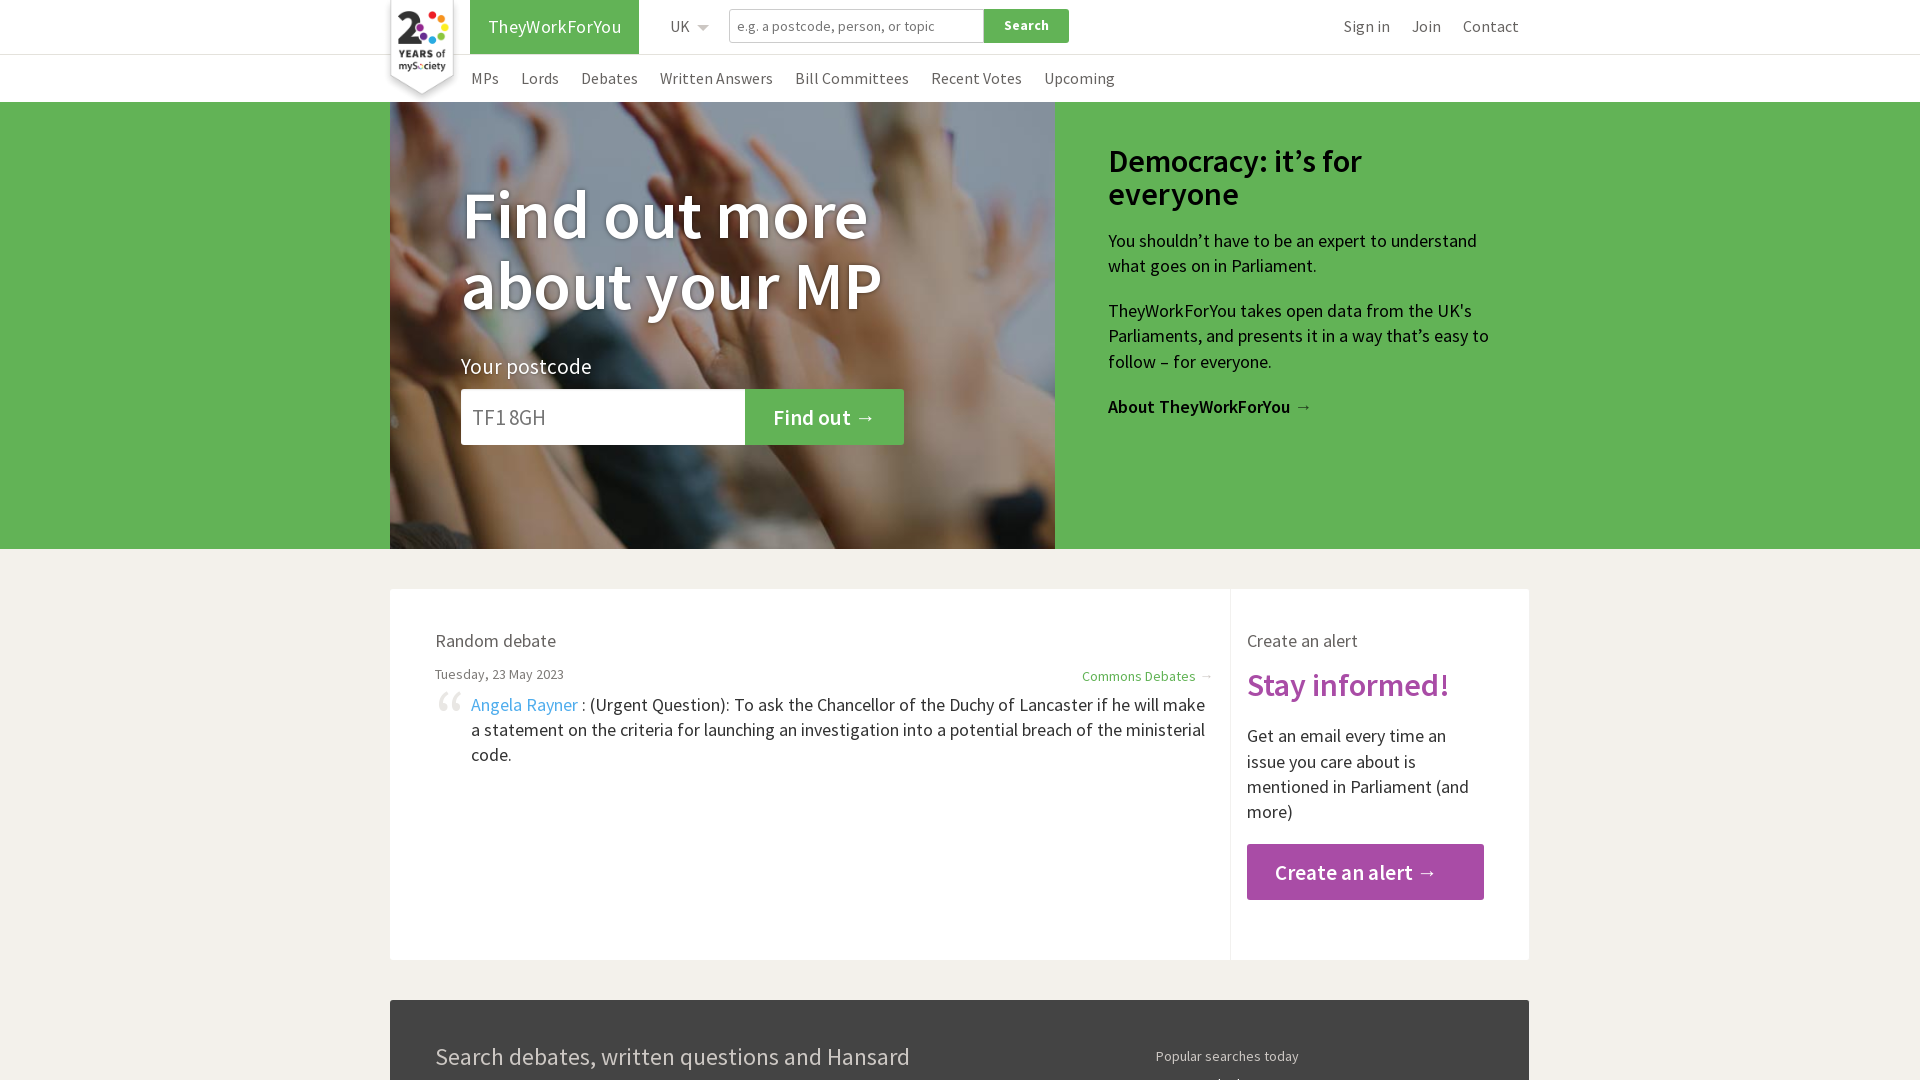 20
YEARS of
mySociety
TheyWorkForYou
UK
e.g. a postcode, person, or topic
Search
Sign in
Join
Contact
MPs
Lords
Debates
Written Answers
Bill Committees
Recent Votes
Upcoming
Find out more
about your MP
Your postcode
TF1 8GH
Find out →
Democracy: it’s for
everyone
You shouldn’t have to be an expert to understand
what goes on in Parliament.
TheyWorkForYou takes open data from the UK's
Parliaments, and presents it in a way that’s easy to
follow – for everyone.
About TheyWorkForYou →
Random debate
Tuesday, 23 May 2023
Commons Debates →
“ Angela Rayner : (Urgent Question): To ask the Chancellor of the Duchy of Lancaster if he will make
a statement on the criteria for launching an investigation into a potential breach of the ministerial
code.
Create an alert
Stay informed!
Get an email every time an
issue you care about is
mentioned in Parliament (and
more)
Create an alert →
Search debates, written questions and Hansard
Popular searches today